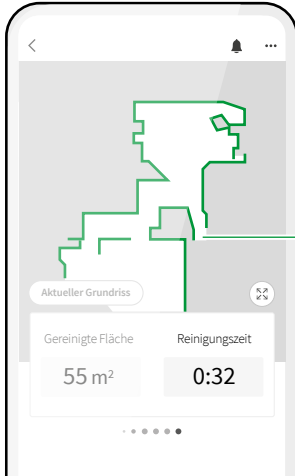 Aktueller Grundriss
Gereinigte Fläche
Reinigungszeit
55 m²
0:32